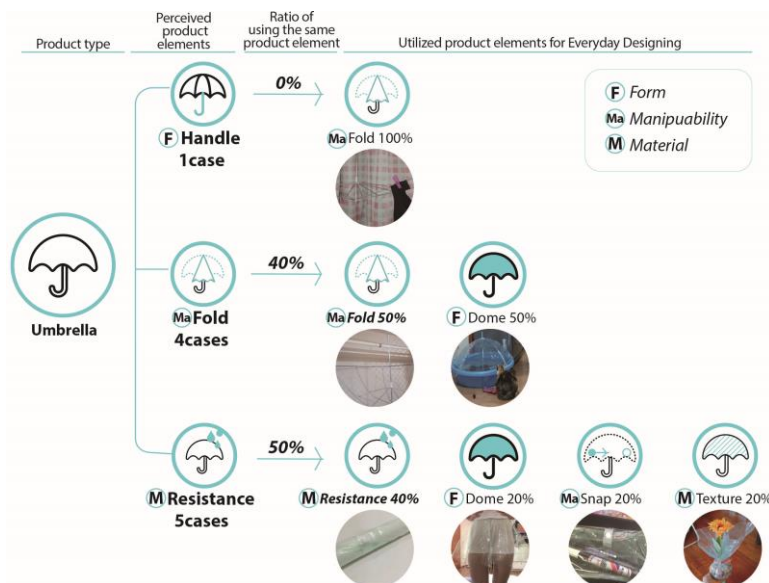 Product type
Perceived
product
elements
Ratio of
using the same
product element
Utilized product elements for Everyday Designing
F Handle
1case
0%
Ma Fold 100%
F Form
Ma Manipuability
M Material
Umbrella
Ma Fold
4cases
40%
Ma Fold 50%
F Dome 50%
M Resistance
5cases
50%
M Resistance 40%
F Dome 20%
Ma Snap 20%
M Texture 20%